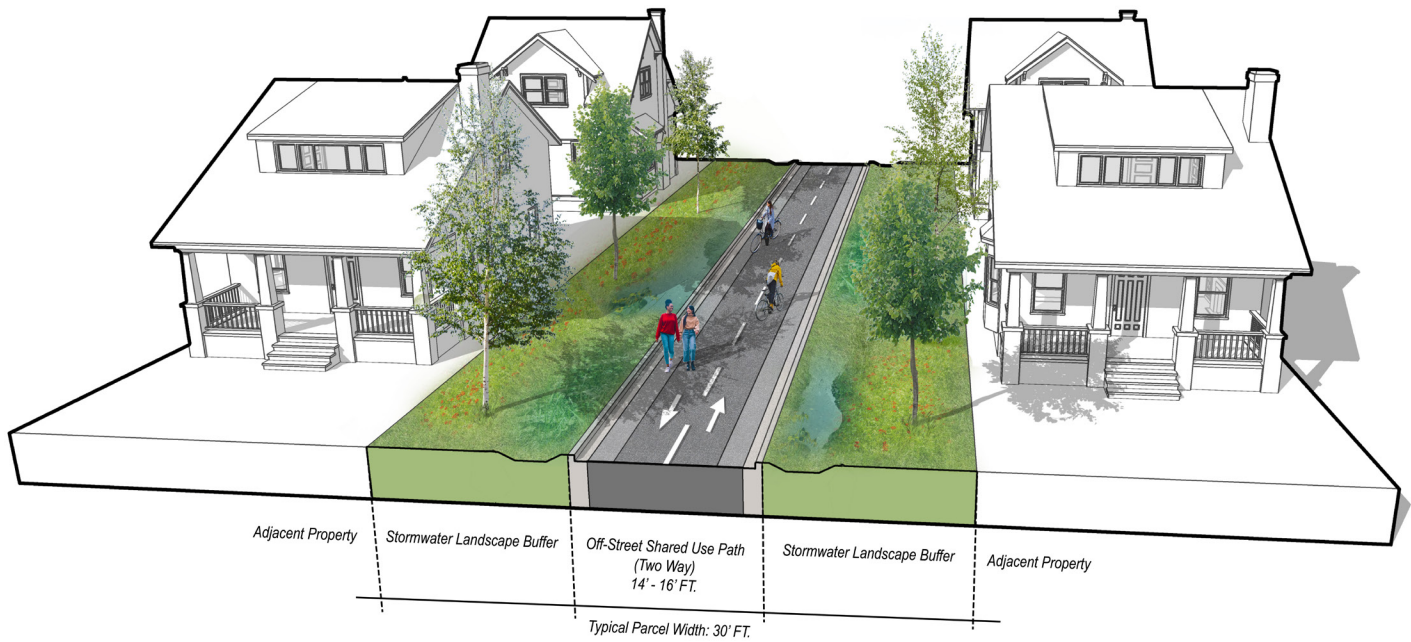 Adjacent Property
Stormwater Landscape Buffer
Off-Street Shared Use Path
(Two Way)
14' - 16' FT.
Stormwater Landscape Buffer
Adjacent Property
Typical Parcel Width: 30' FT.